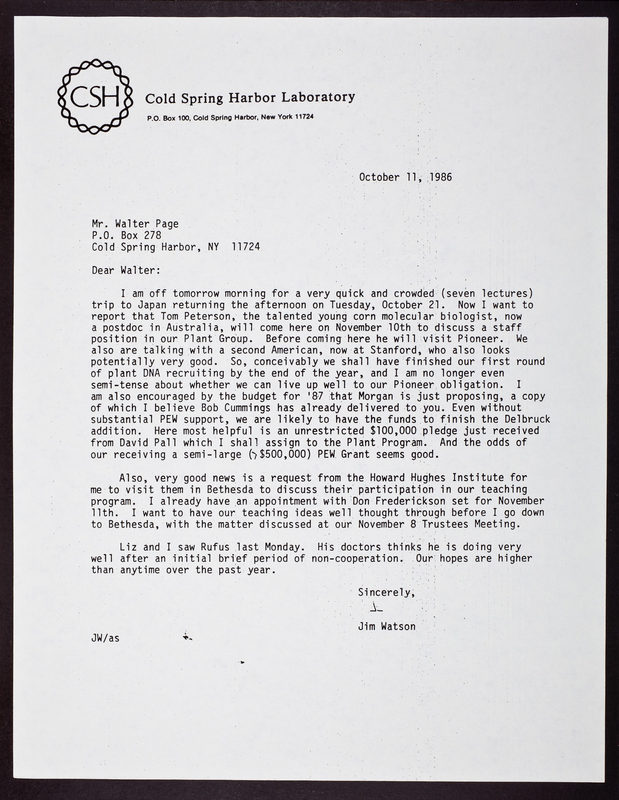 CSH
Cold Spring Harbor Laboratory
P.O. Box 100, Cold Spring Harbor, New York 11724
October 11, 1986
Mr. Walter Page
P.O. Box 278
Cold Spring Harbor, NY 11724
Dear Walter:
I am off tomorrow morning for a very quick and crowded (seven lectures)
trip to Japan returning the afternoon on Tuesday, October 21. Now I want to
report that Tom Peterson, the talented young corn molecular biologist, now
a postdoc in Australia, will come here on November 10th to discuss a staff
position in our Plant Group. Before coming here he will visit Pioneer. We
also are talking with a second American, now at Stanford, who also looks
potentially very good. So, conceivably we shall have finished our first round
of plant DNA recruiting by the end of the year, and I am no longer even
semi-tense about whether we can live up well to our Pioneer obligation. I
am also encouraged by the budget for '87 that Morgan is just proposing, a copy
of which I believe Bob Cummings has already delivered to you. Even without
substantial PEW support, we are likely to have the funds to finish the Delbruck
addition. Here most helpful is an unrestricted $100,000 pledge just received
from David Pall which I shall assign to the Plant Program. And the odds of
our receiving a semi-large (>$500,000) PEW Grant seems good.
Also, very good news is a request from the Howard Hughes Institute for
me to visit them in Bethesda to discuss their participation in our teaching
program. I already have an appointment with Don Frederickson set for November
11th. I want to have our teaching ideas well thought through before I go down
to Bethesda, with the matter discussed at our November 8 Trustees Meeting.
Liz and I saw Rufus last Monday. His doctors thinks he is doing very
well after an initial brief period of non-cooperation. Our hopes are higher
than anytime over the past year.
Sincerely,
Jim Watson
JW/as